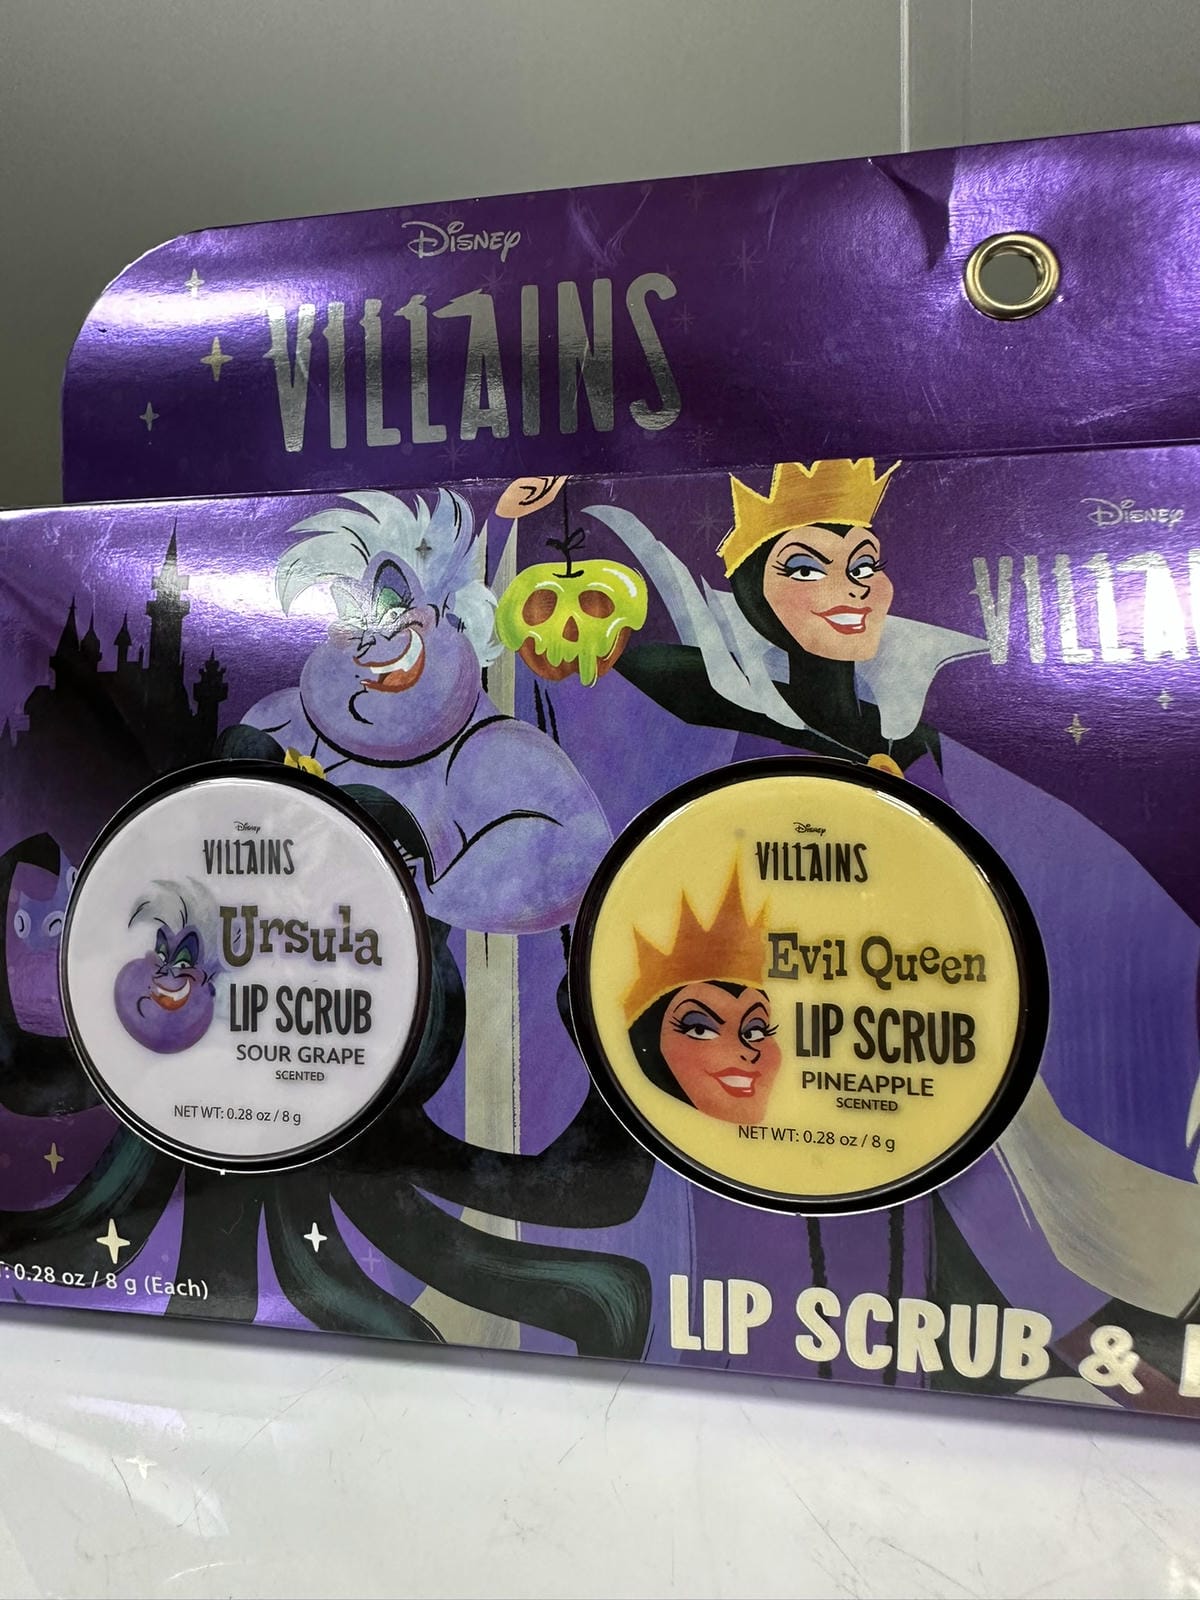 Disney
VILLAINS
Disney
Disney
VILLAINS
Ursula
LIP SCRUB
SOUR GRAPE
SCENTED
NET WT: 0.28 oz / 8 g
Disney
VILLAINS
Evil Queen
LIP SCRUB
PINEAPPLE
SCENTED
NET WT: 0.28 oz / 8 g
0.28 oz / 8 g (Each)
LIP SCRUB &